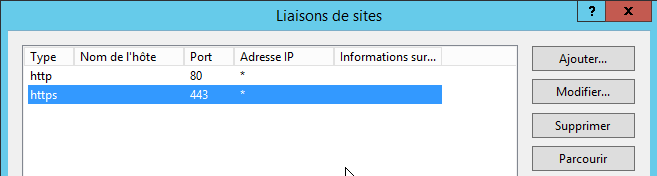 Liaisons de sites
? x
Type Nom de l'hôte Port Adresse IP Informations sur...
http 80 *
https 443 *
Ajouter...
Modifier...
Supprimer
Parcourir